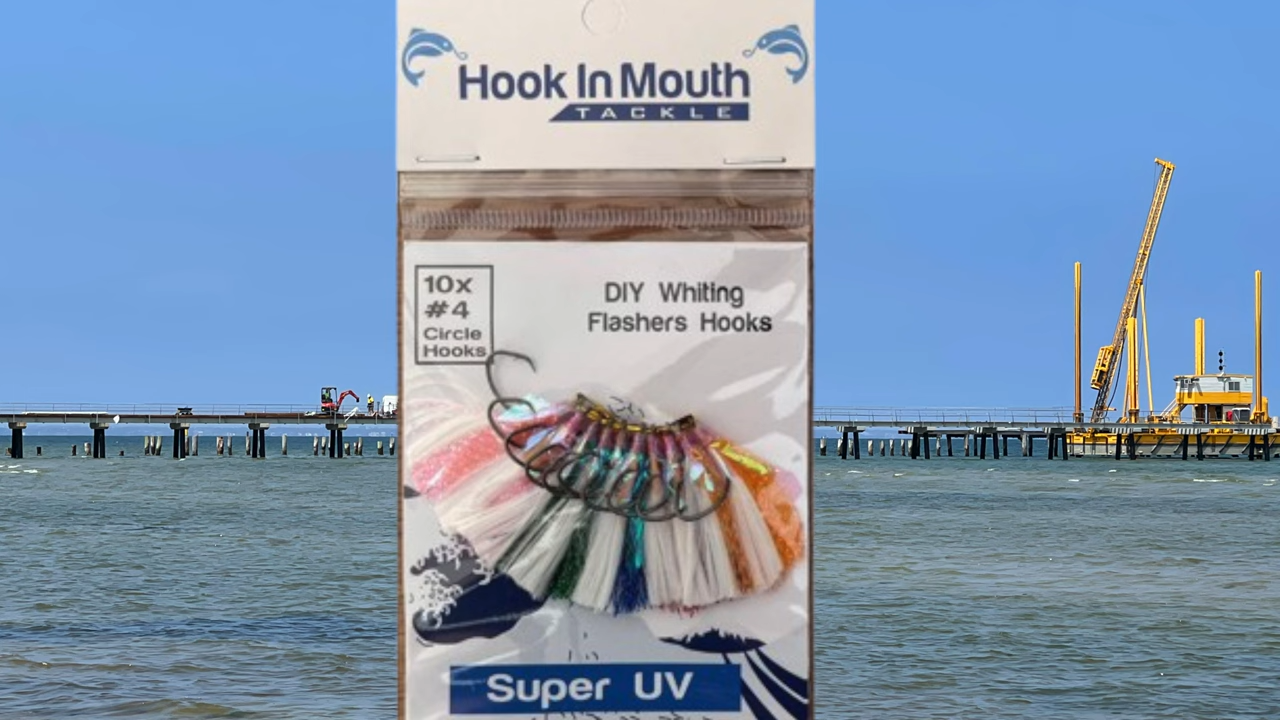 Hook In Mouth
TACKLE
10x
#4
Circle
Hooks
DIY Whiting
Flashers Hooks
Super UV